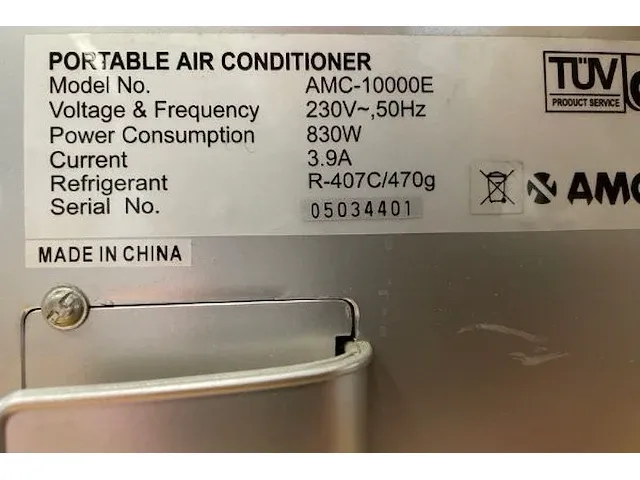 PORTABLE AIR CONDITIONER
Model No. AMC-10000E
Voltage & Frequency 230V~,50Hz
Power Consumption 830W
Current 3.9A
Refrigerant R-407C/470g
Serial No. 05034401
TÜV
PRODUCT SERVICE
AMC
MADE IN CHINA